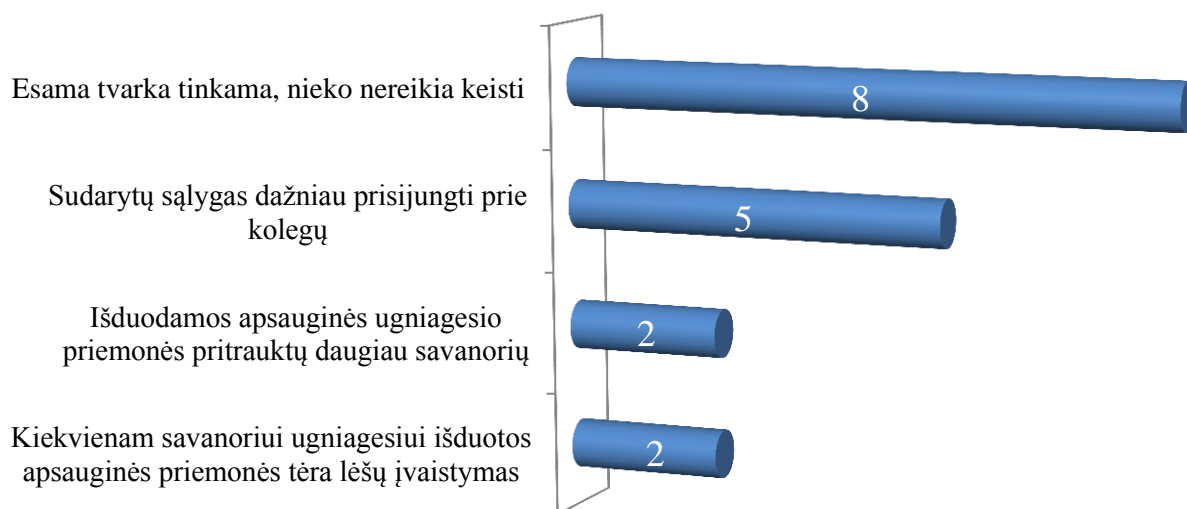 Esama tvarka tinkama, nieko nereikia keisti
8
Sudarytų sąlygas dažniau prisijungti prie
kolegų
5
Išduodamos apsauginės ugniagesio
priemonės pritrauktų daugiau savanorių
2
Kiekvienam savanoriui ugniagesiui išduotos
apsauginės priemonės tėra lėšų įvaistymas
2